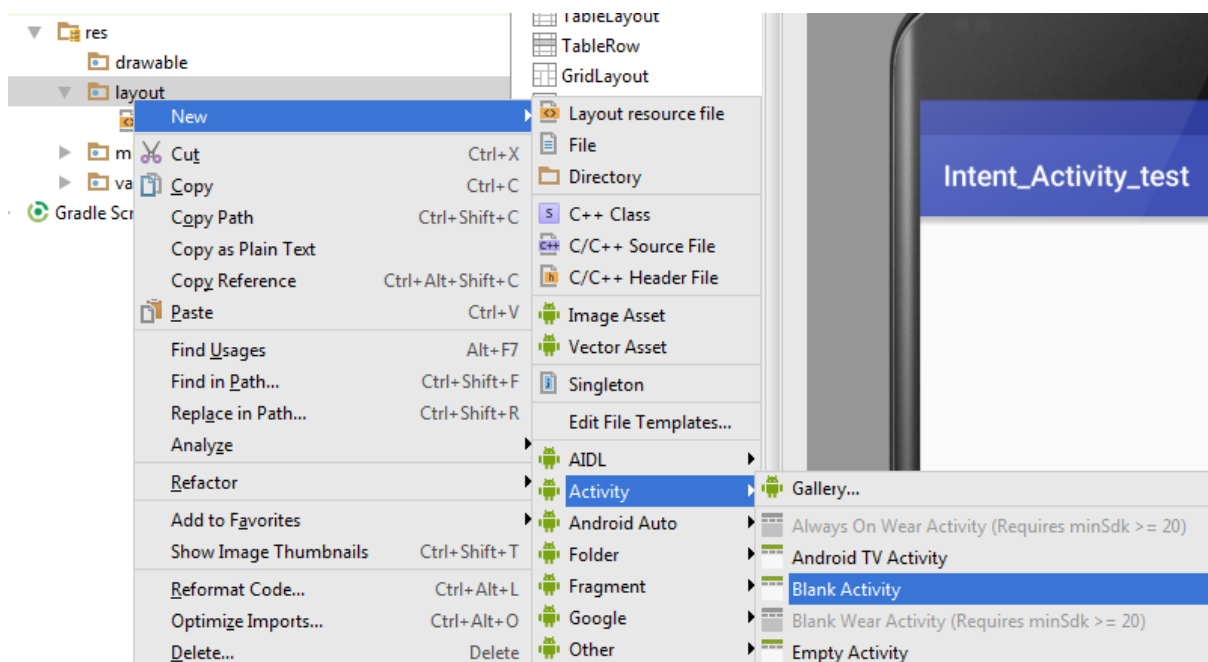 res
drawable
layout
m
va
Gradle Scr
New
Cut Ctrl+X
Copy Ctrl+C
Copy Path Ctrl+Shift+C
Copy as Plain Text
Copy Reference Ctrl+Alt+Shift+C
Paste Ctrl+V
Find Usages Alt+F7
Find in Path... Ctrl+Shift+F
Replace in Path... Ctrl+Shift+R
Analyze
Refactor
Add to Favorites
Show Image Thumbnails Ctrl+Shift+T
Reformat Code... Ctrl+Alt+L
Optimize Imports... Ctrl+Alt+O
Delete... Delete
TableLayout
TableRow
GridLayout
Layout resource file
File
Directory
S C++ Class
C++ C/C++ Source File
h C/C++ Header File
Image Asset
Vector Asset
Singleton
Edit File Templates...
AIDL
Activity
Android Auto
Folder
Fragment
Google
Other
Intent_Activity_test
Gallery...
Always On Wear Activity (Requires minSdk >= 20)
Android TV Activity
Blank Activity
Blank Wear Activity (Requires minSdk >= 20)
Empty Activity